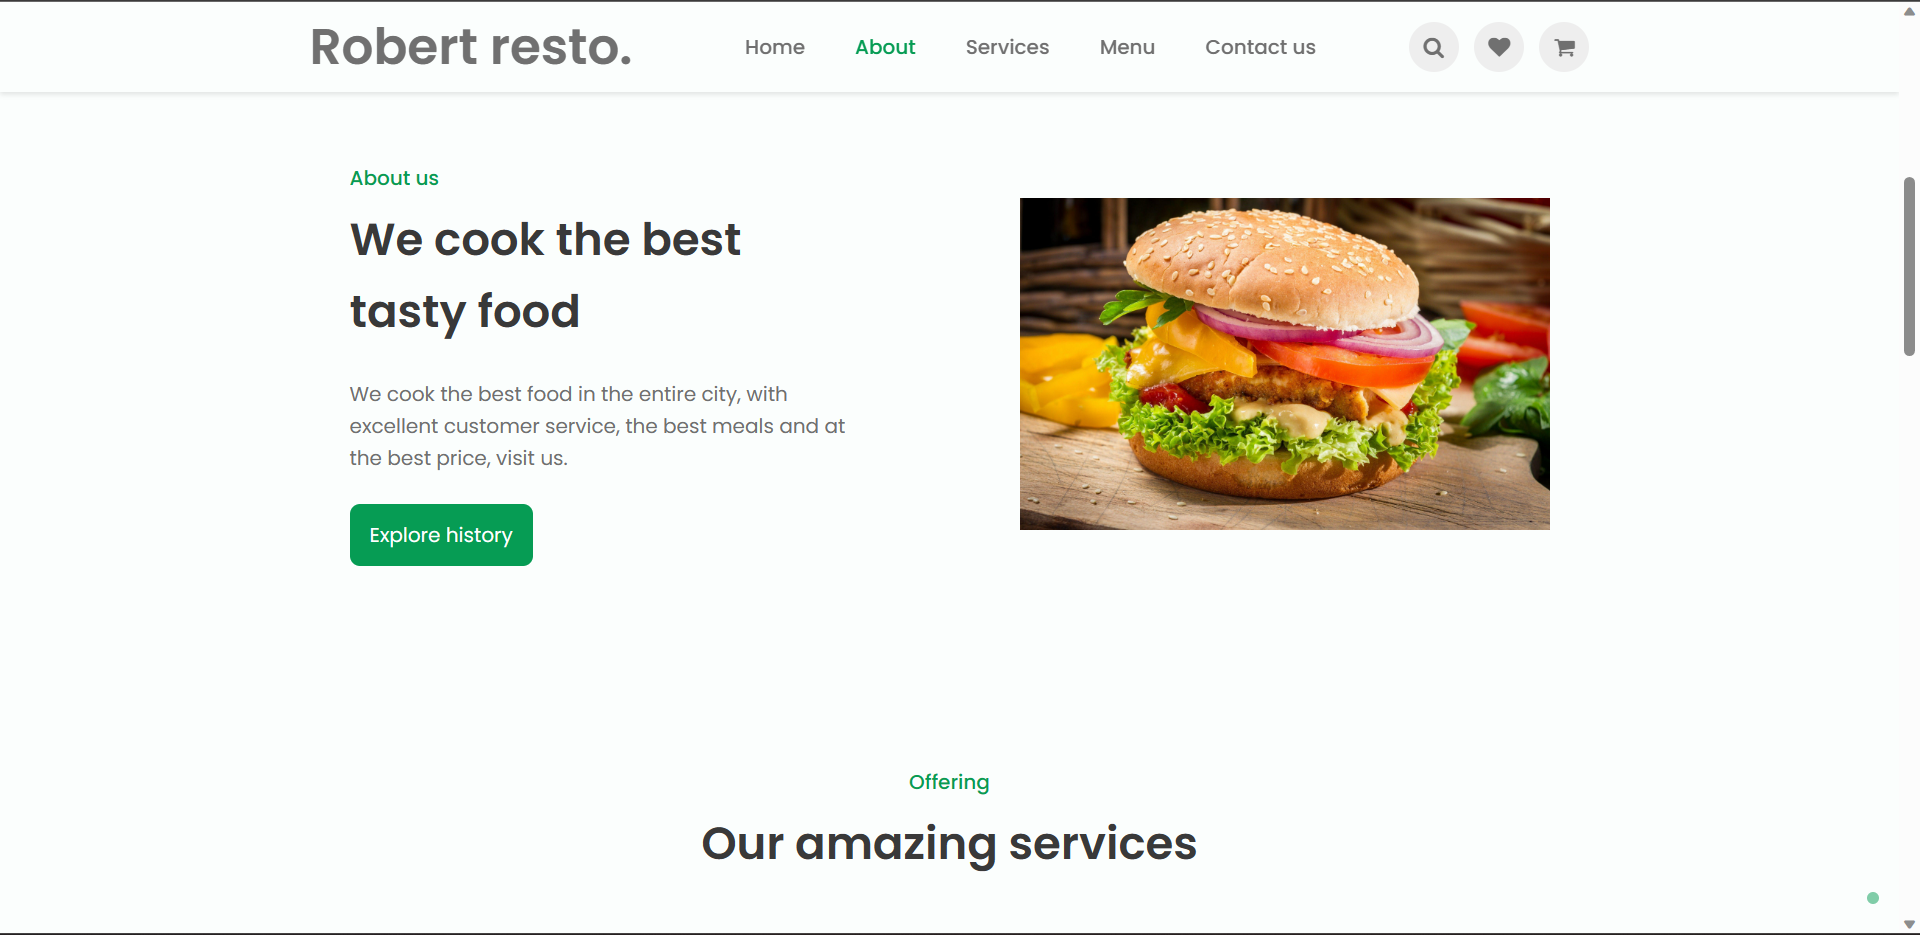 Robert resto.
Home
About
Services
Menu
Contact us
About us
We cook the best
tasty food
We cook the best food in the entire city, with
excellent customer service, the best meals and at
the best price, visit us.
Explore history
Offering
Our amazing services